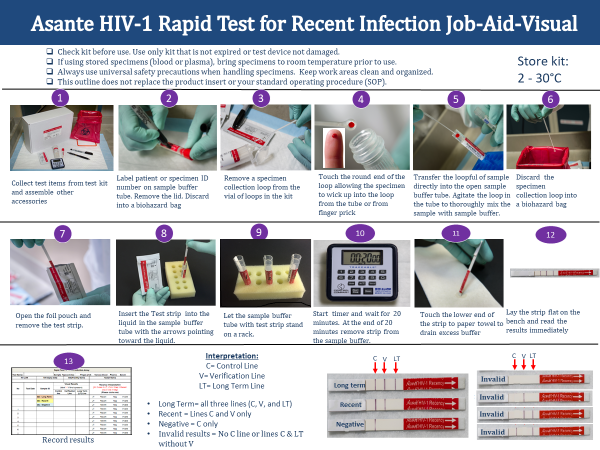 Asante HIV-1 Rapid Test for Recent Infection Job-Aid-Visual
❑ Check kit before use. Use only kit that is not expired or test device not damaged.
❑ If using stored specimens (blood or plasma), bring specimens to room temperature prior to use.
❑ Always use universal safety precautions when handling specimens. Keep work areas clean and organized.
❑ This outline does not replace the product insert or your standard operating procedure (SOP).
Store kit:
2 - 30°C
1
Collect test items from test kit
and assemble other
accessories
2
Label patient or specimen ID
number on sample buffer
tube. Remove the lid. Discard
into a biohazard bag
3
Remove a specimen
collection loop from the
vial of loops in the kit
4
Touch the round end of the
loop allowing the specimen
to wick up into the loop
from the tube or from
finger prick
5
Transfer the loopful of sample
directly into the open sample
buffer tube. Agitate the loop in
the tube to thoroughly mix the
sample with sample buffer.
6
Discard the
specimen
collection loop into
a biohazard bag
7
Open the foil pouch and
remove the test strip.
8
Insert the Test strip into the
liquid in the sample buffer
tube with the arrows pointing
toward the liquid.
9
Let the sample buffer
tube with test strip stand
on a rack.
10
00:20:00
Start timer and wait for 20
minutes. At the end of 20
minutes remove strip from
the sample buffer.
11
Touch the lower end of
the strip to paper towel to
drain excess buffer
12
Lay the strip flat on the
bench and read the
results immediately
13
Record results
Interpretation:
C= Control Line
V= Verification Line
LT= Long Term Line
• Long Term= all three lines (C, V, and LT)
• Recent = Lines C and V only
• Negative = C only
• Invalid results = No C line or lines C & LT
without V
C V LT
Long term
Recent
Negative
C V LT
Invalid
Invalid
Invalid
Invalid